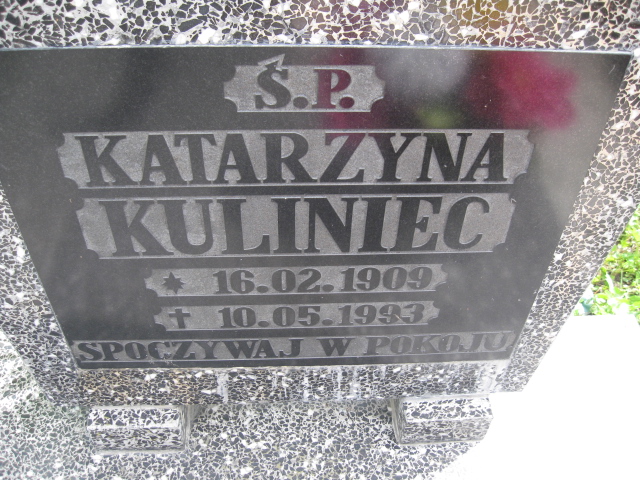 Ś.P.
KATARZYNA
KULINIEC
* 16.02.1909
† 10.05.1993
SPOCZYWAJ W POKOJU